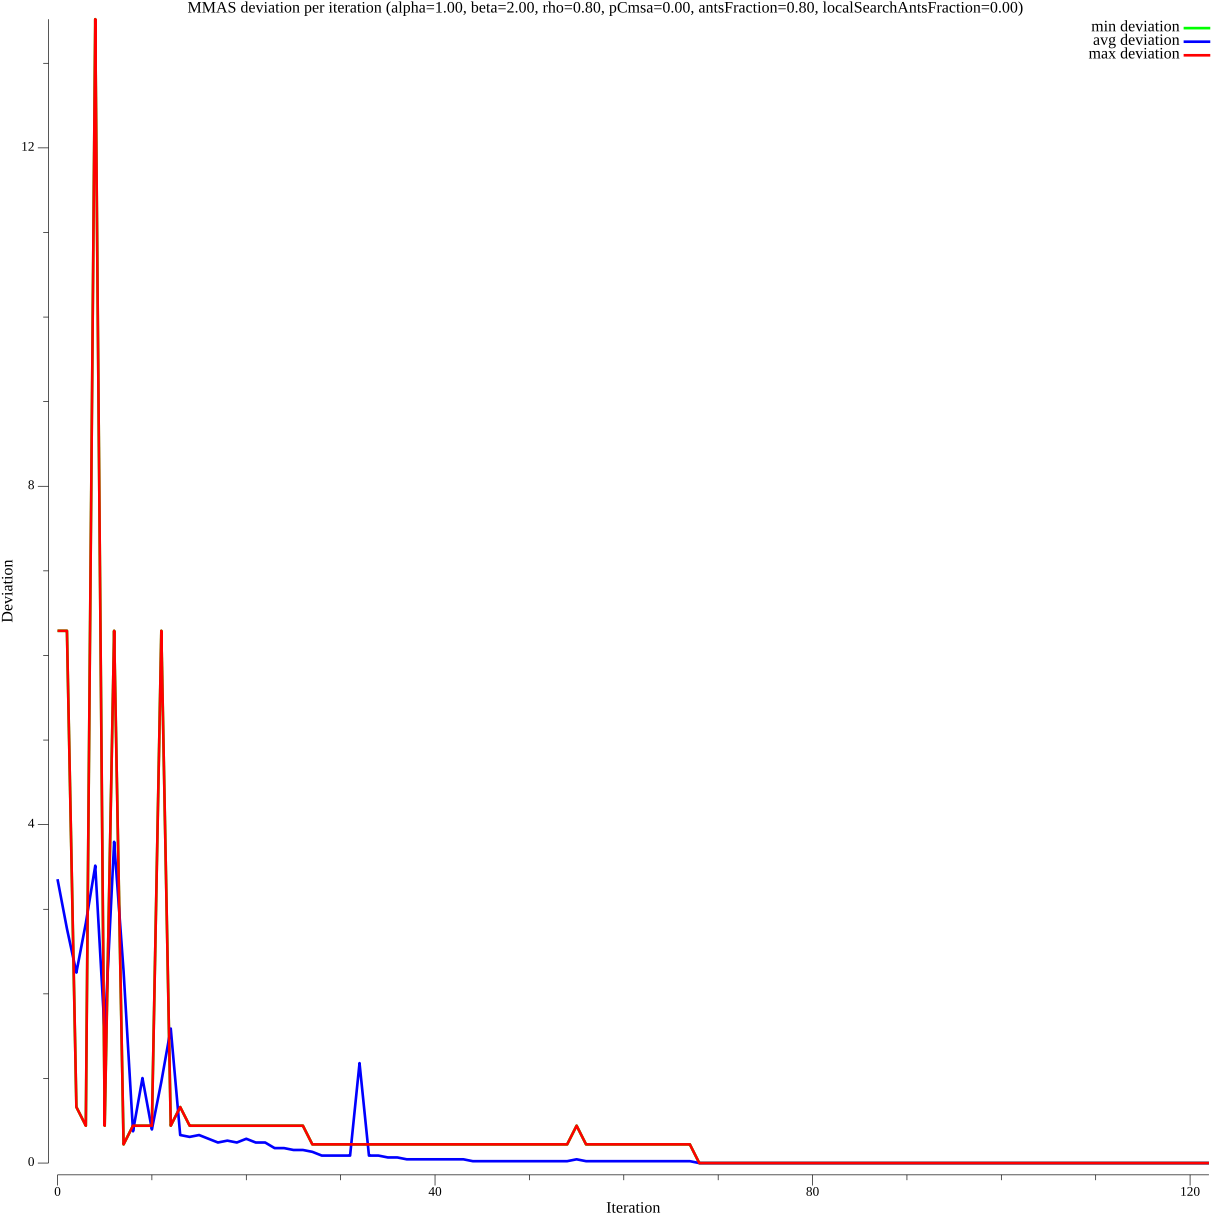 MMAS deviation per iteration (alpha=1.00, beta=2.00, rho=0.80, pCmsa=0.00, antsFraction=0.80, localSearchAntsFraction=0.00)
min deviation
avg deviation
max deviation
12
8
4
0
Deviation
0
40
80
120
Iteration